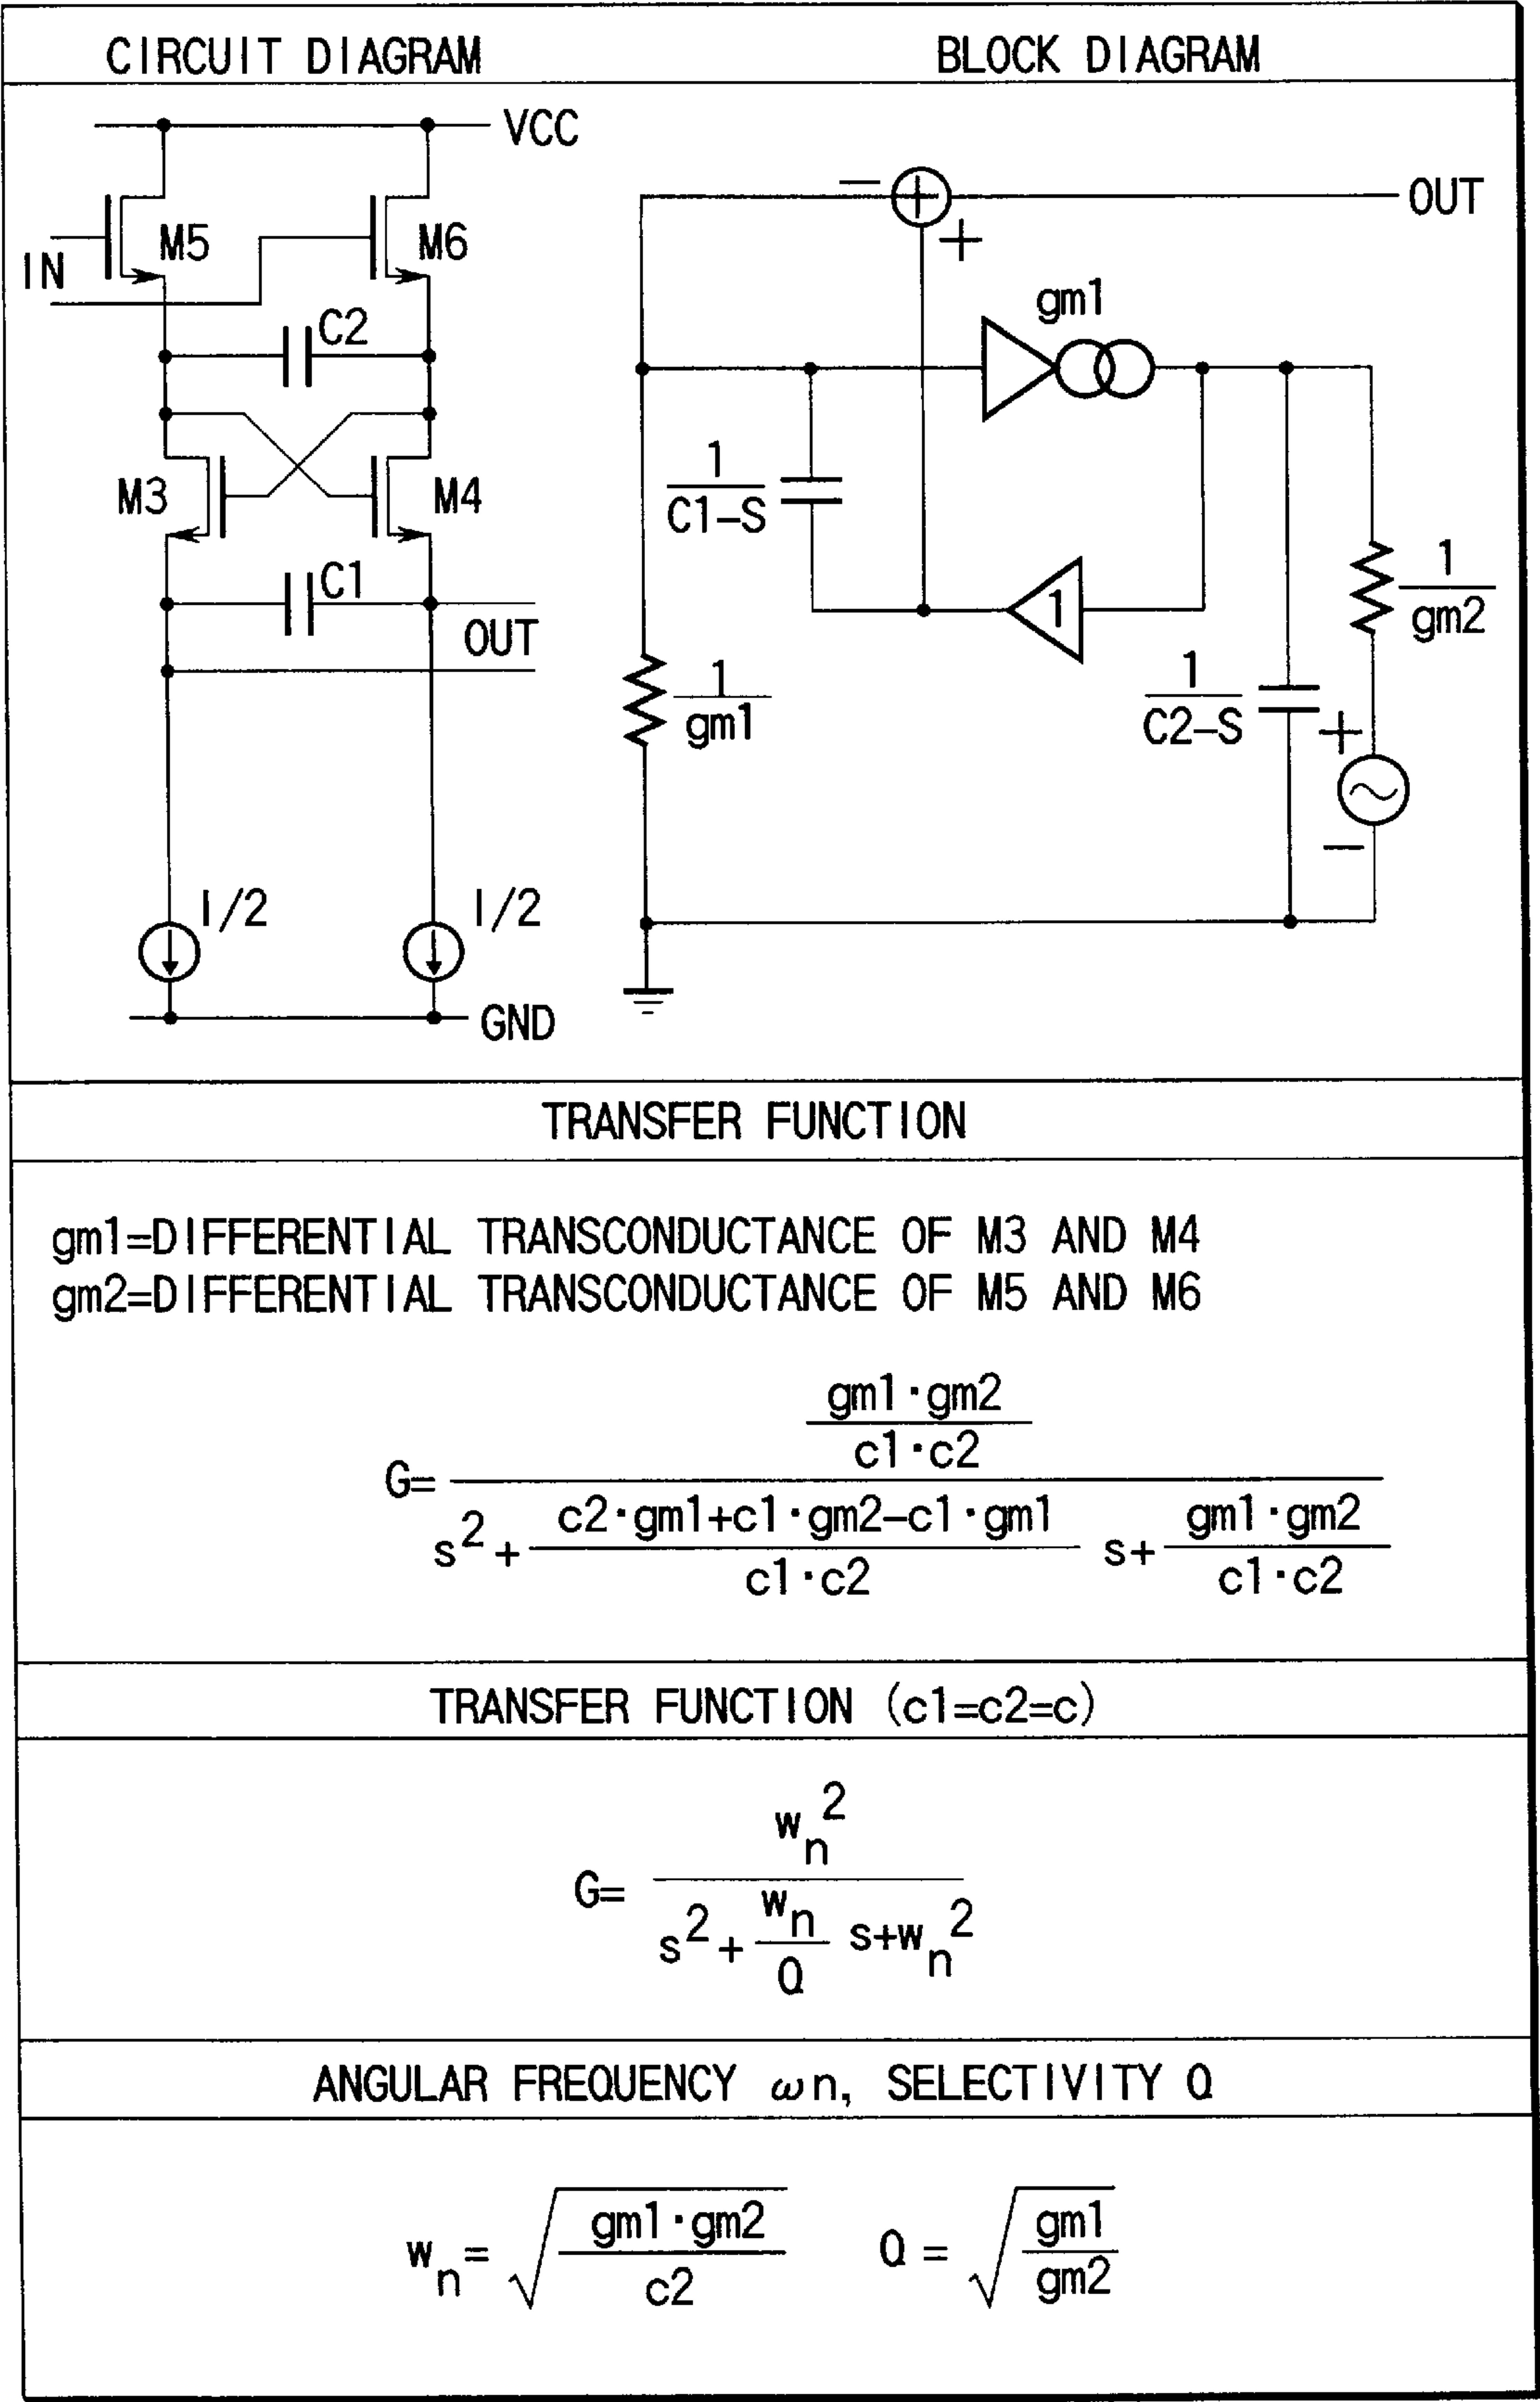 CIRCUIT DIAGRAM
BLOCK DIAGRAM
VCC
M5
M6
IN
C2
M3
M4
C1
OUT
I/2
I/2
GND
− + OUT
+
gm1
1
C1-S
1
1
gm1
1
C2-S
1
gm2
+
−
TRANSFER FUNCTION
gm1=DIFFERENTIAL TRANSCONDUCTANCE OF M3 AND M4
gm2=DIFFERENTIAL TRANSCONDUCTANCE OF M5 AND M6
gm1·gm2
c1·c2
G=
s² + c2·gm1+c1·gm2-c1·gm1 s+ gm1·gm2
c1·c2 c1·c2
TRANSFER FUNCTION (c1=c2=c)
wn²
G=
s² + wn s+wn²
Q
ANGULAR FREQUENCY ωn, SELECTIVITY Q
wn= √ gm1·gm2 Q = √ gm1
c2 gm2